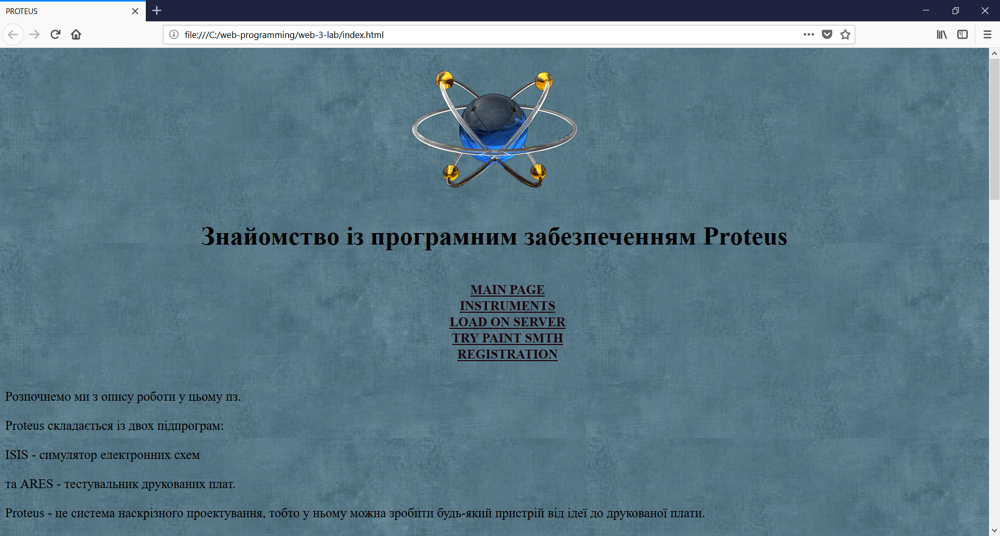 PROTEUS
file:///C:/web-programming/web-3-lab/index.html
Знайомство із програмним забезпеченням Proteus
MAIN PAGE
INSTRUMENTS
LOAD ON SERVER
TRY PAINT SMTH
REGISTRATION
Розпочнемо ми з опису роботи у цьому пз.
Proteus складається із двох підпрограм:
ISIS - симулятор електронних схем
та ARES - тестувальник друкованих плат.
Proteus - це система наскрізного проектування, тобто у ньому можна зробити будь-який пристрій від ідеї до друкованої плати.